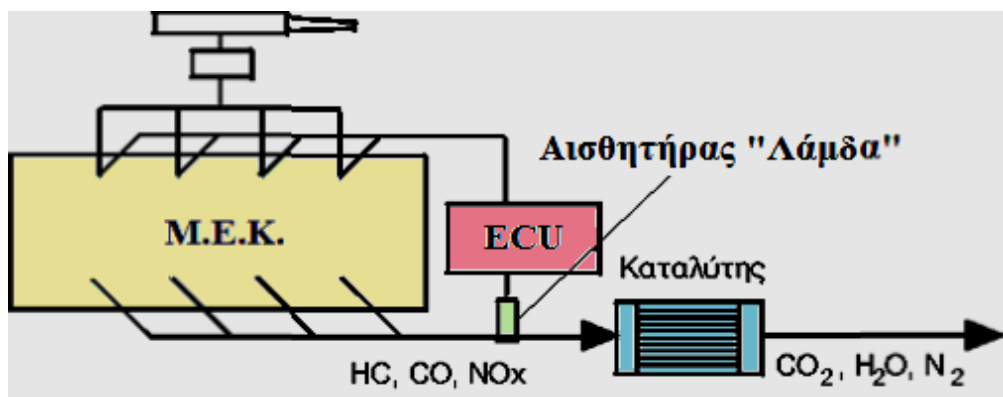 Αισθητήρας "Λάμδα"
Μ.Ε.Κ.
ECU
Καταλύτης
HC, CO, NOx
CO₂, H₂O, N₂